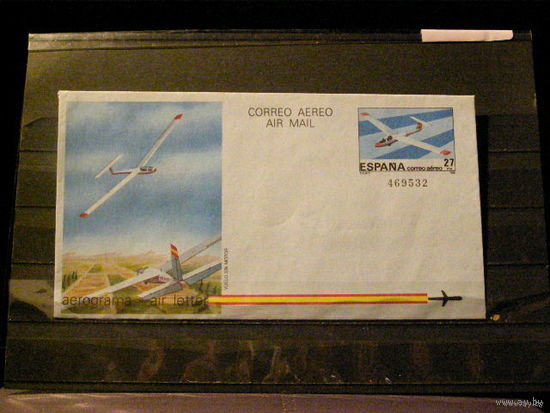 CORREO AEREO
AIR MAIL
ESPAÑA correo aéreo 27
469532
VUELO SIN MOTOR
aerograma - air letter
www.ay.by